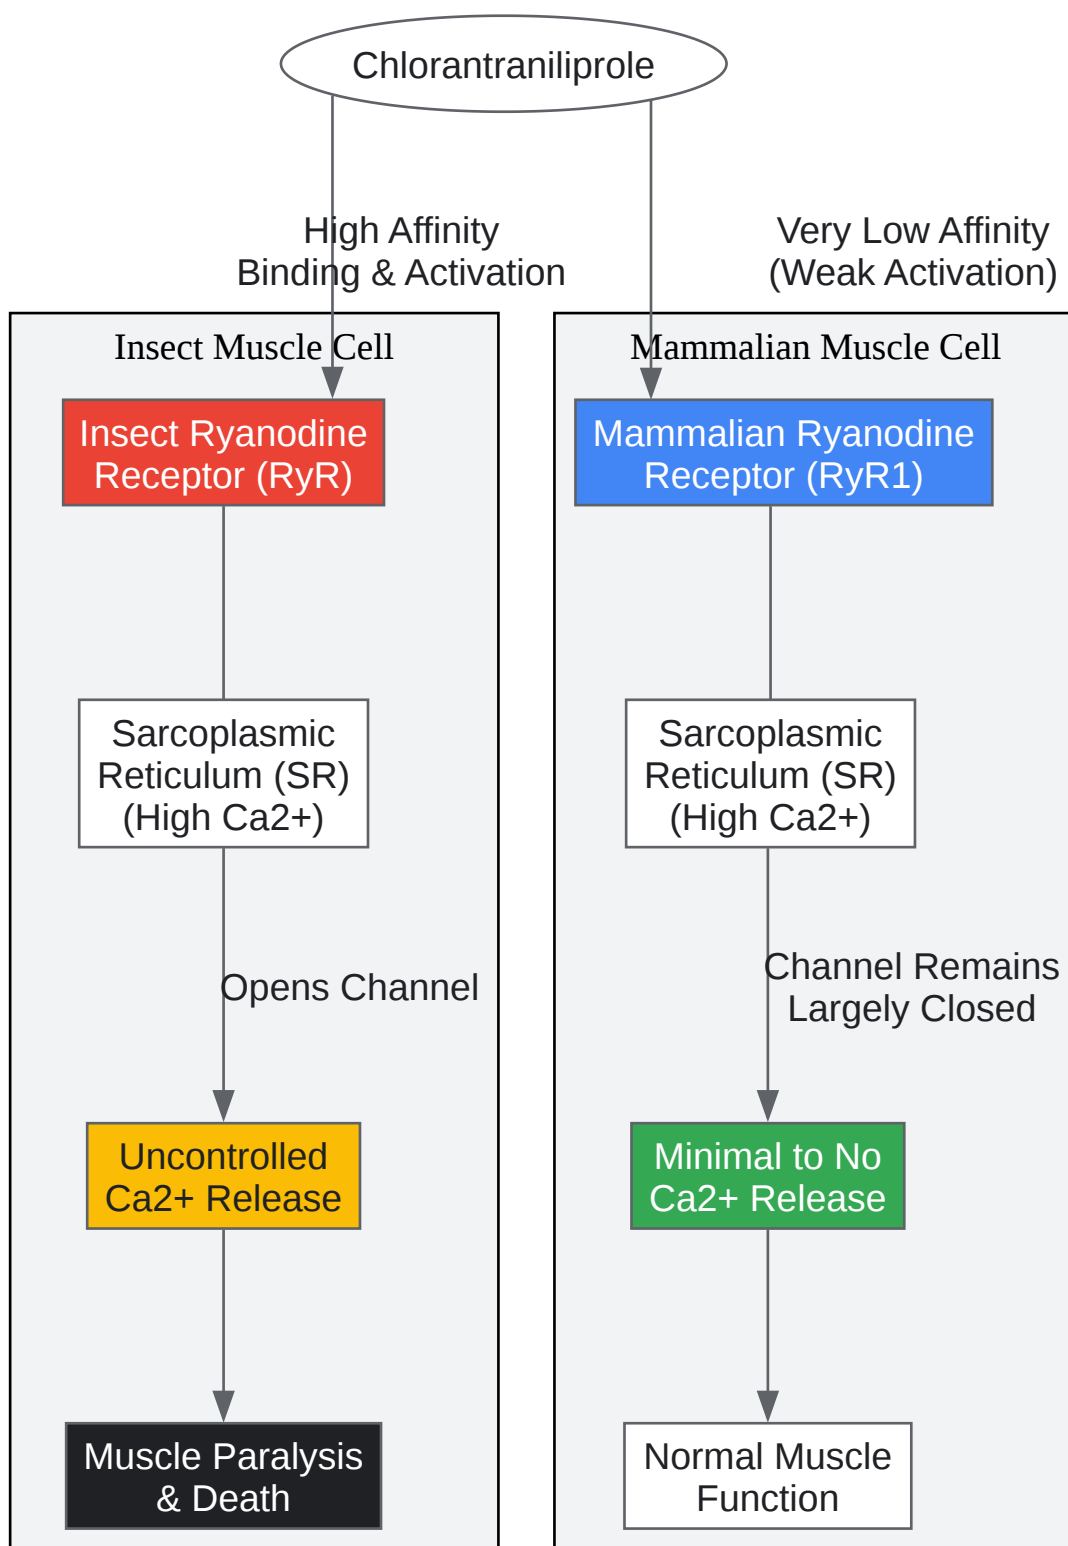 Chlorantraniliprole
High Affinity
Binding & Activation
Very Low Affinity
(Weak Activation)
Insect Muscle Cell
Insect Ryanodine
Receptor (RyR)
Sarcoplasmic
Reticulum (SR)
(High Ca2+)
Opens Channel
Uncontrolled
Ca2+ Release
Muscle Paralysis
& Death
Mammalian Muscle Cell
Mammalian Ryanodine
Receptor (RyR1)
Sarcoplasmic
Reticulum (SR)
(High Ca2+)
Channel Remains
Largely Closed
Minimal to No
Ca2+ Release
Normal Muscle
Function